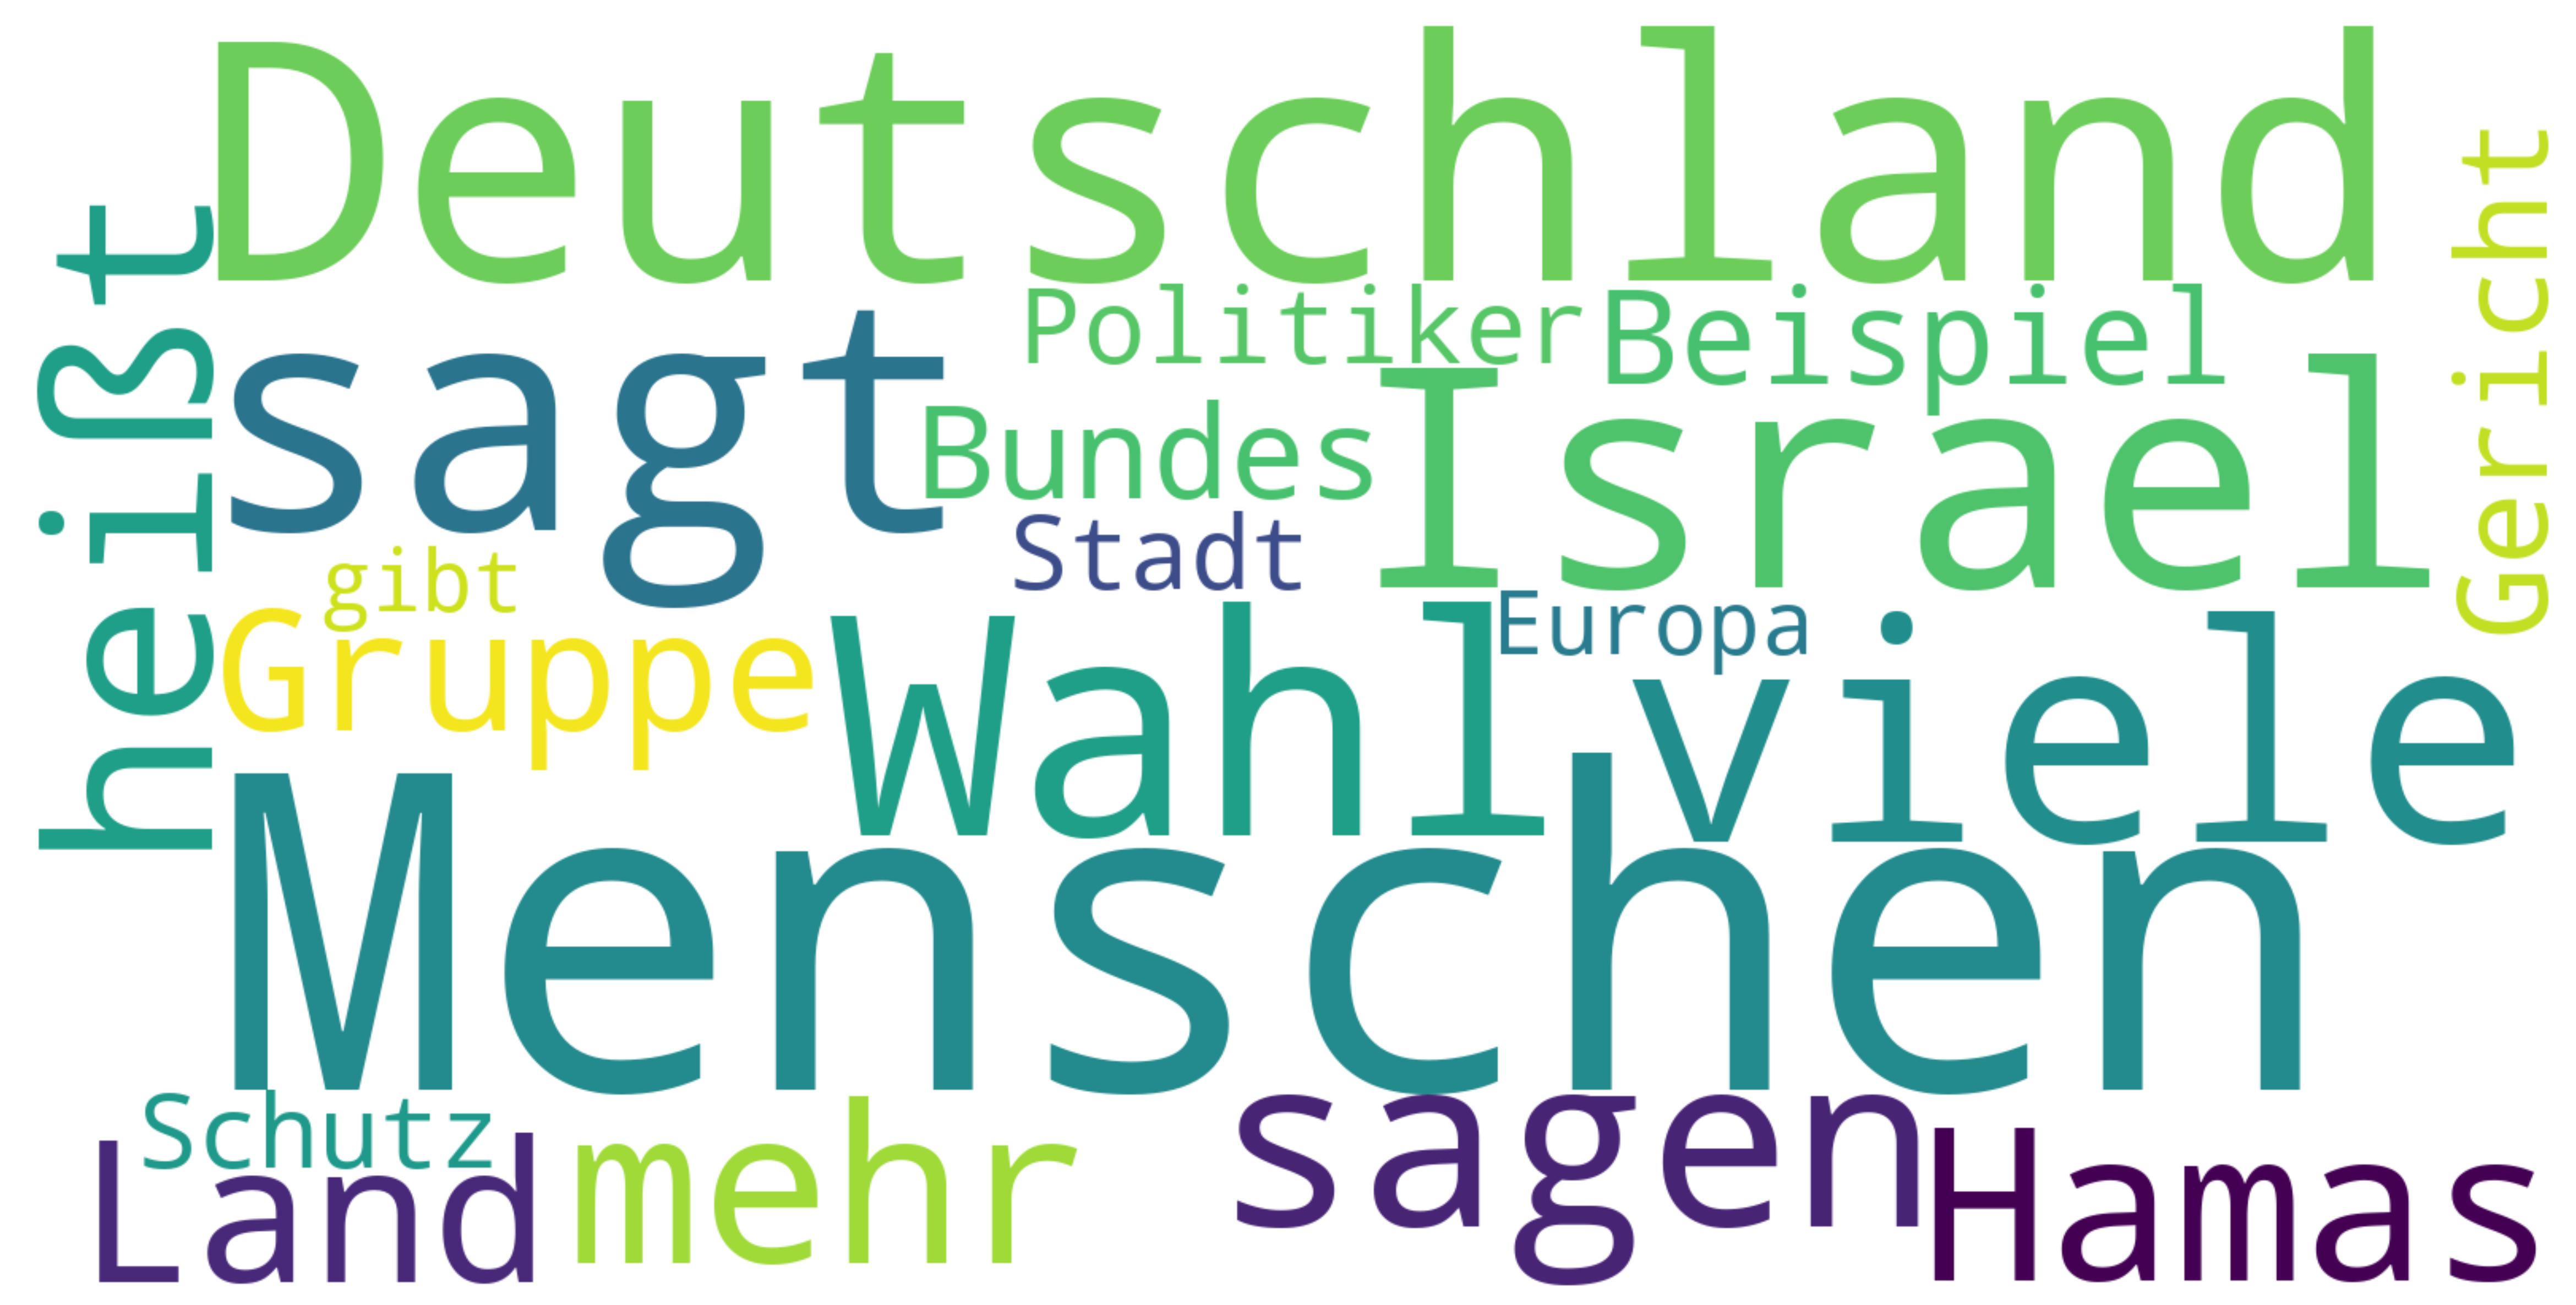 Deutschland
heißt
Gericht
Politiker Beispiel
sagt
Israel
Bundes
Stadt
gibt
Europa
Gruppe
Wahl
viele
Menschen
Schutz
Land
mehr
sagen
Hamas